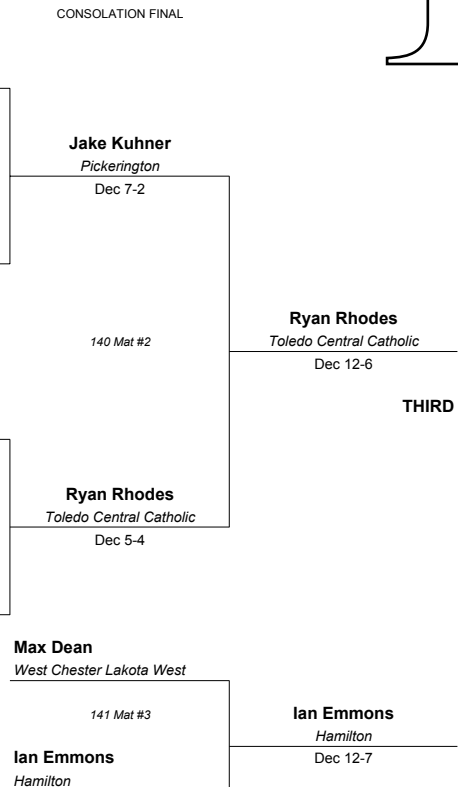 CONSOLATION FINAL
Jake Kuhner
Pickerington
Dec 7-2
140 Mat #2
Ryan Rhodes
Toledo Central Catholic
Dec 12-6
THIRD
Ryan Rhodes
Toledo Central Catholic
Dec 5-4
Max Dean
West Chester Lakota West
141 Mat #3
Ian Emmons
Hamilton
Dec 12-7
Ian Emmons
Hamilton